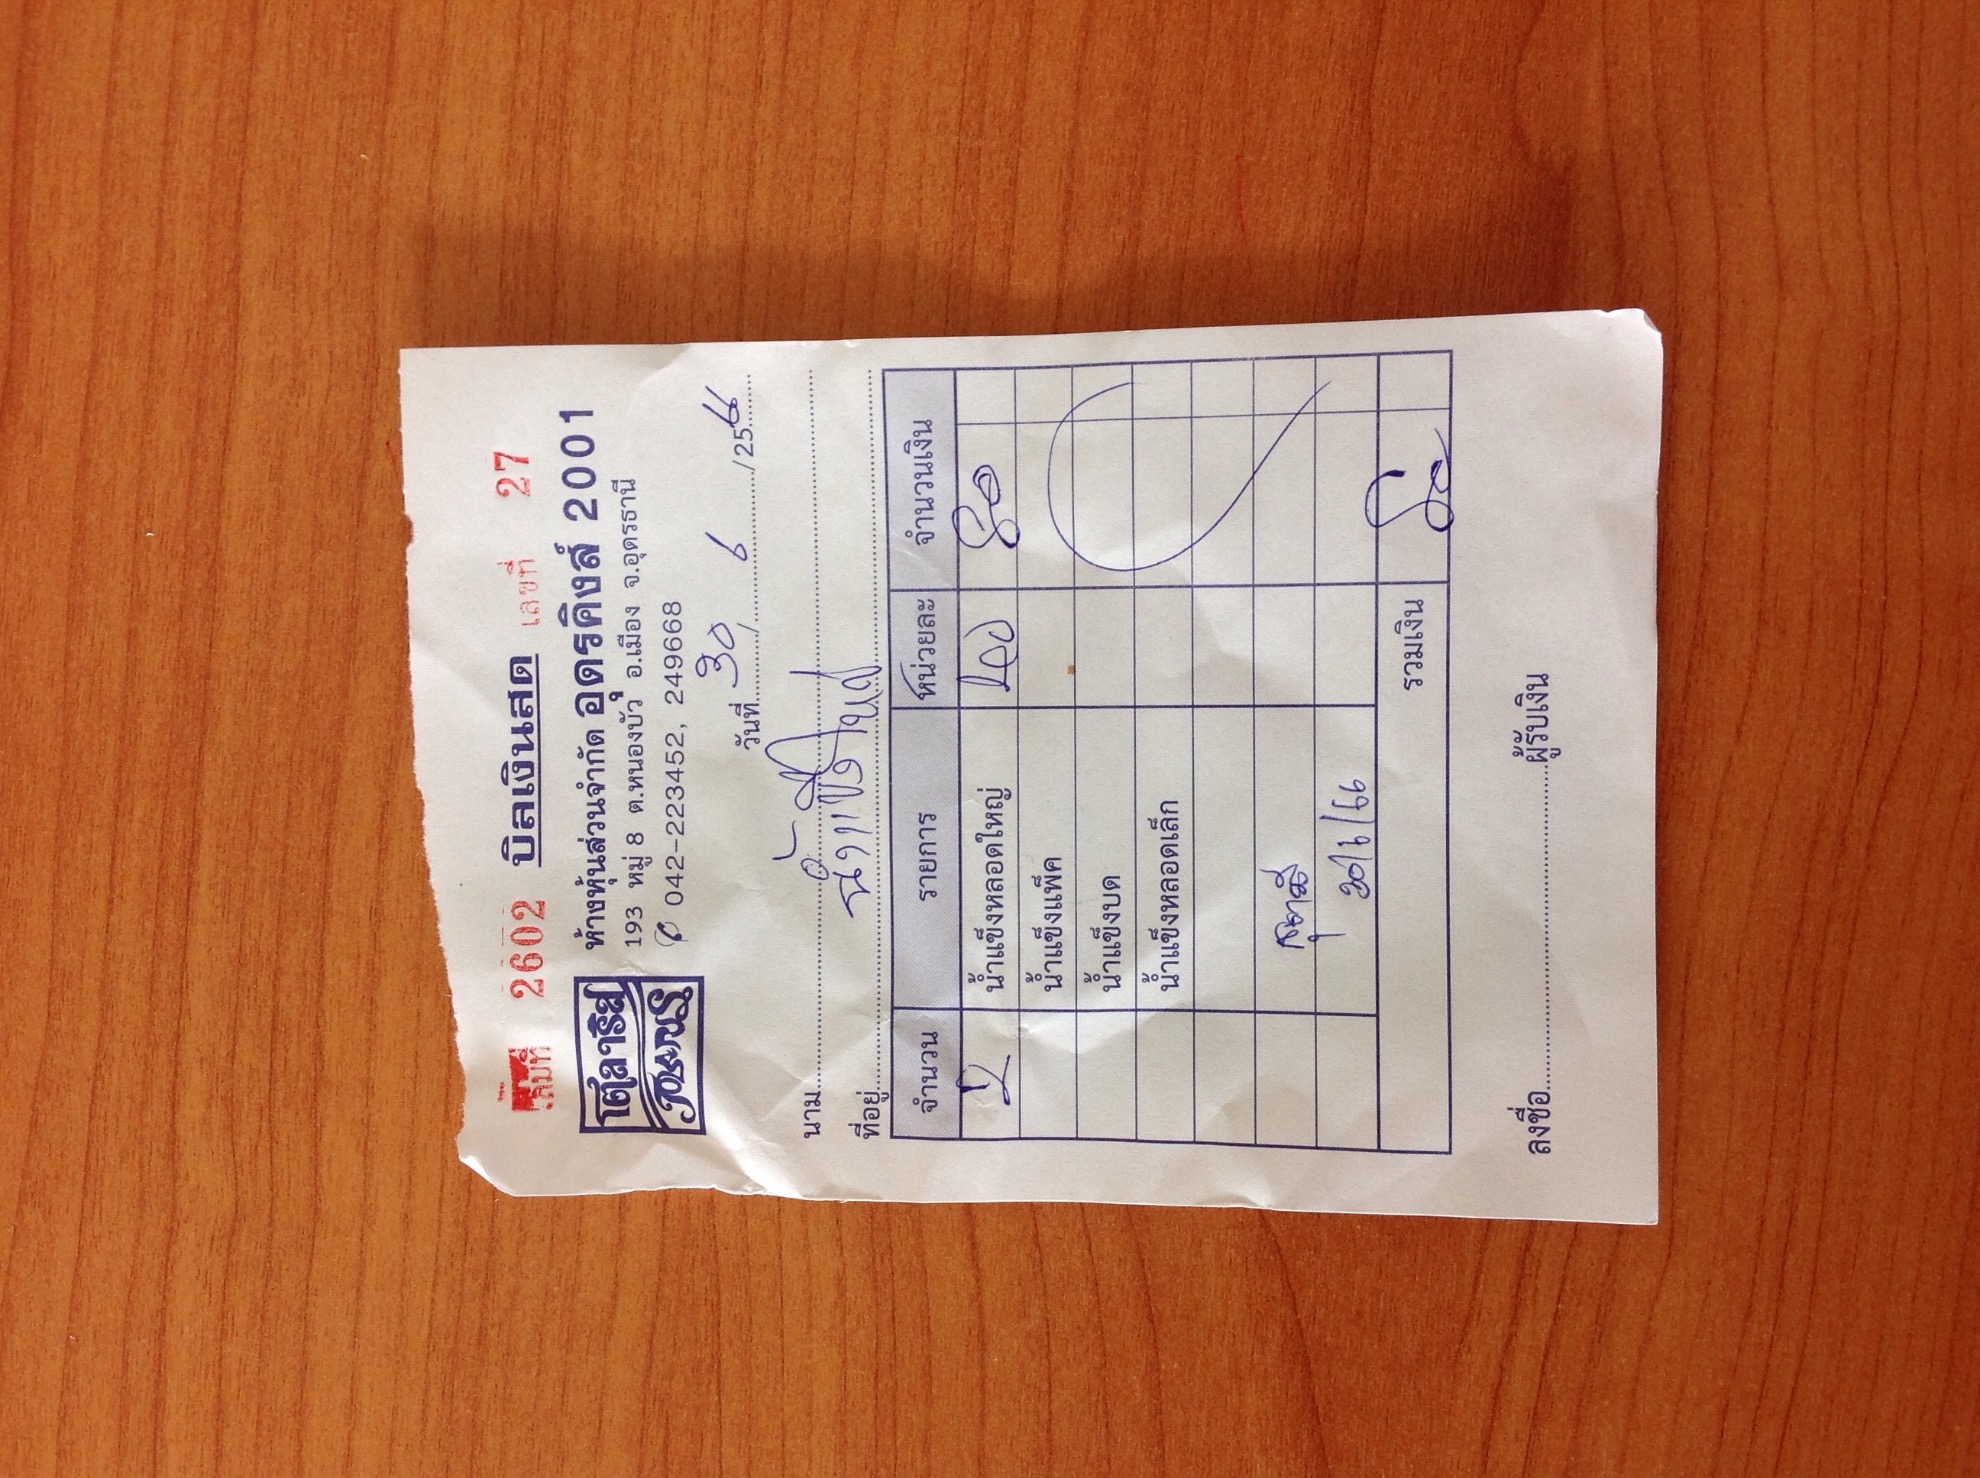 เล่มที่ 2602 บิลเงินสด เลขที่ 27
โตลาริส
ห้างหุ้นส่วนจำกัด อุดรคิงส์ 2001
193 หมู่ 8 ต.หนองบัว อ.เมือง จ.อุดรธานี
042-223452, 249668
วันที่ 30 / 6 / 25 66
นาม
ที่อยู่
จำนวน รายการ หน่วยละ จำนวนเงิน
2 น้ำแข็งหลอดใหญ่ 40 80
น้ำแข็งแพ็ค
น้ำแข็งบด
น้ำแข็งหลอดเล็ก
30/6/66
รวมเงิน 80
ลงชื่อ ผู้รับเงิน